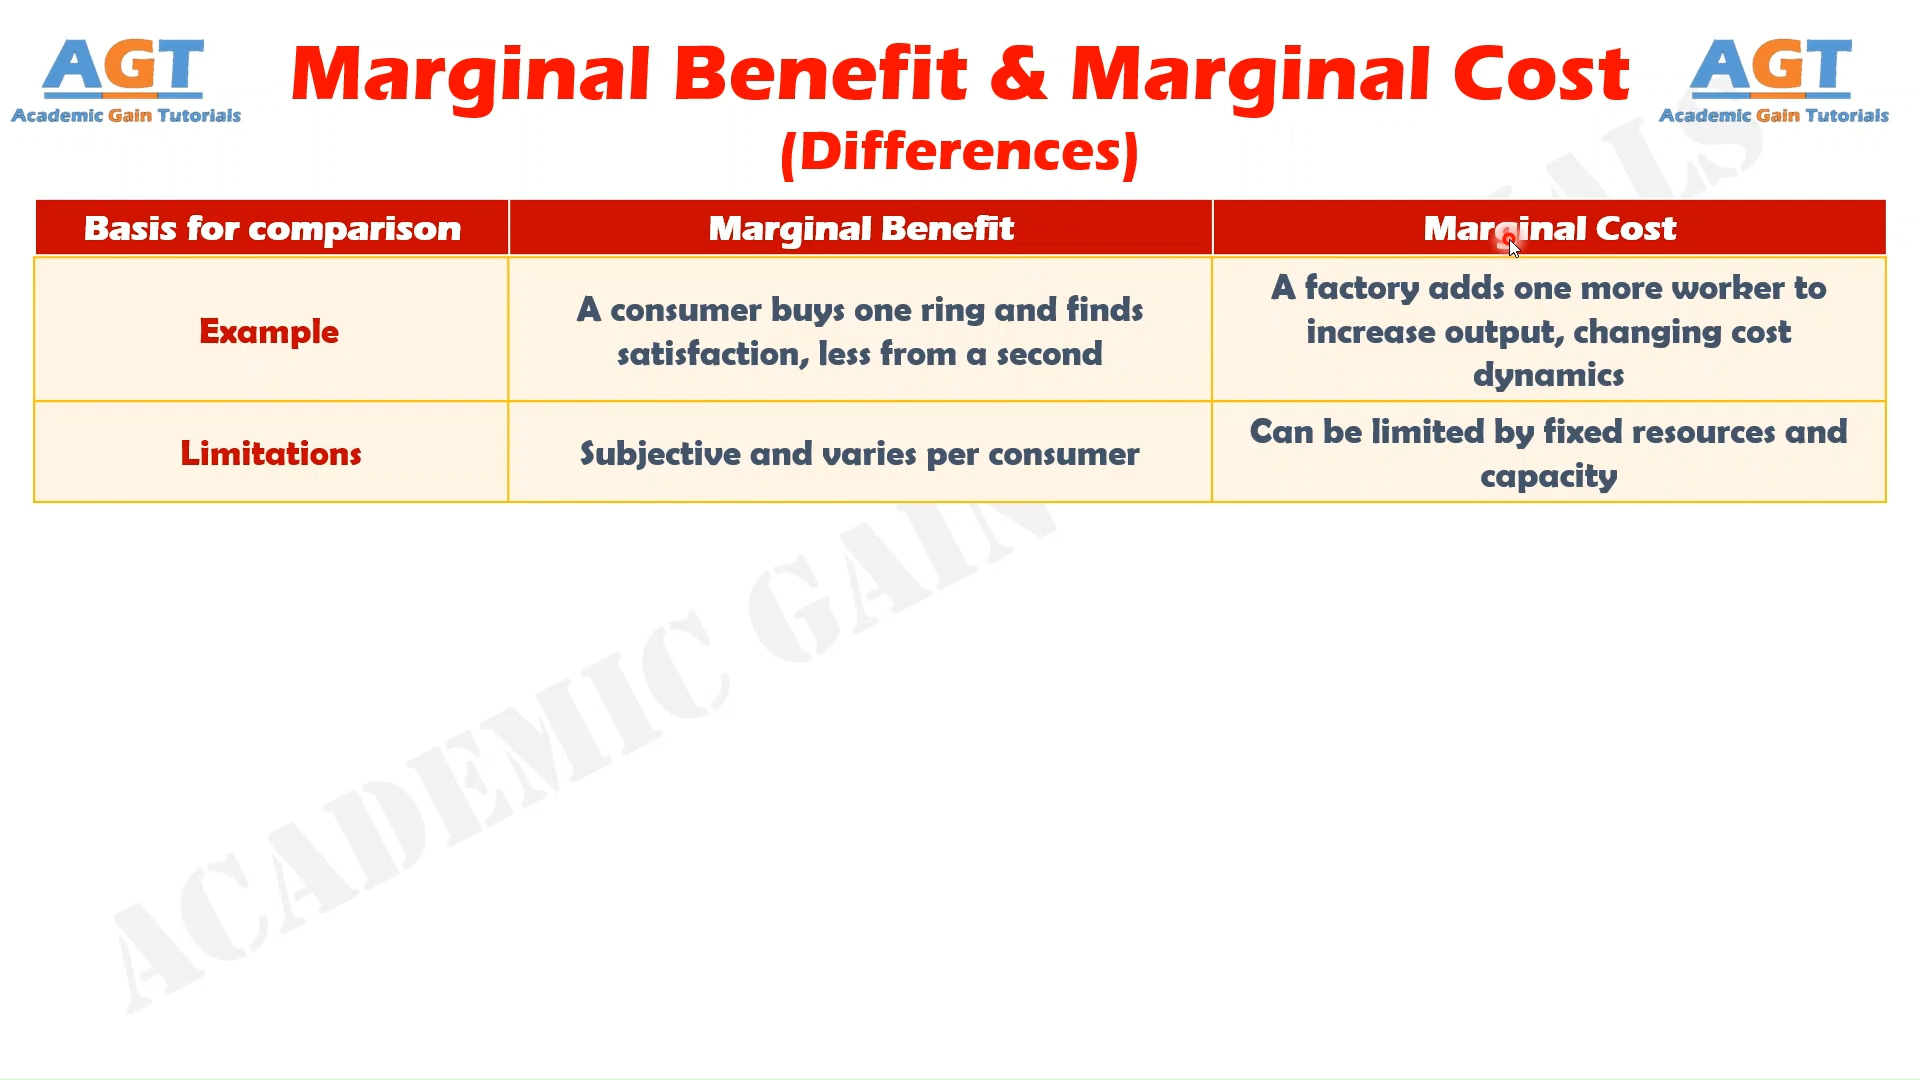 AGT
Academic Gain Tutorials
Marginal Benefit & Marginal Cost
(Differences)
AGT
Academic Gain Tutorials
Basis for comparison
Marginal Benefit
Marginal Cost
Example
A consumer buys one ring and finds
satisfaction, less from a second
A factory adds one more worker to
increase output, changing cost
dynamics
Limitations
Subjective and varies per consumer
Can be limited by fixed resources and
capacity
ACADEMIC GAIN